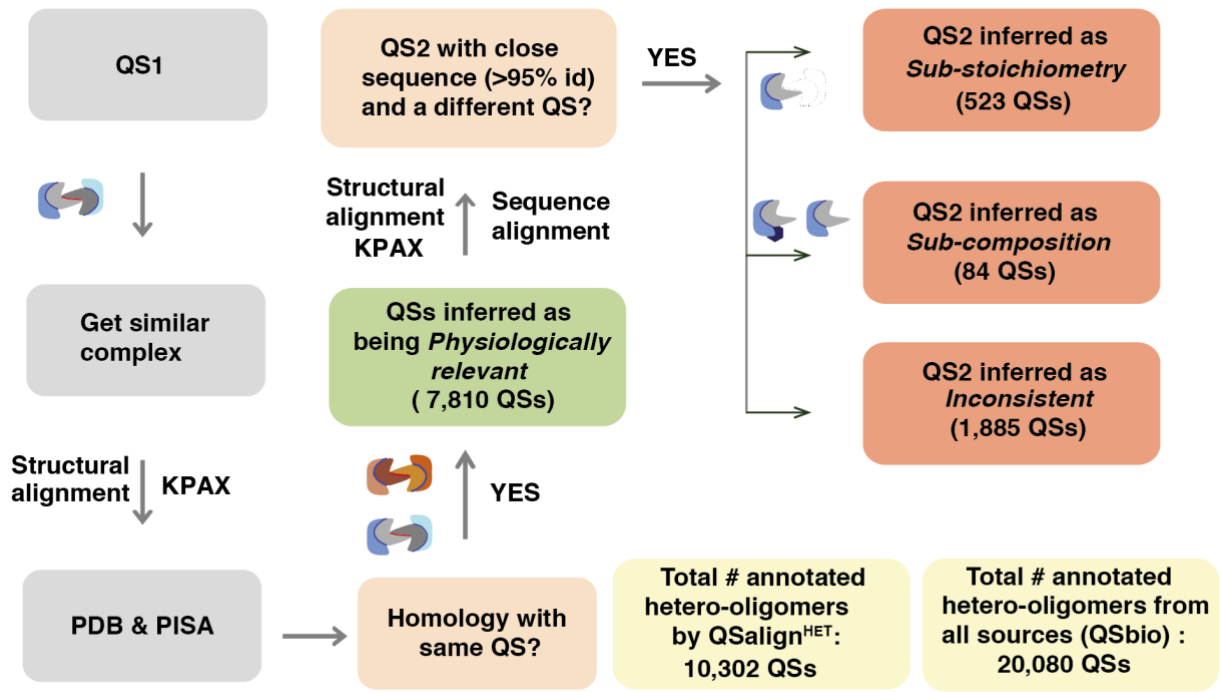 QS1
Get similar
complex
Structural
alignment
KPAX
PDB & PISA
Homology with
same QS?
YES
QSs inferred as
being Physiologically
relevant
( 7,810 QSs)
Structural
alignment
KPAX
Sequence
alignment
QS2 with close
sequence (>95% id)
and a different QS?
YES
QS2 inferred as
Sub-stoichiometry
(523 QSs)
QS2 inferred as
Sub-composition
(84 QSs)
QS2 inferred as
Inconsistent
(1,885 QSs)
Total # annotated
hetero-oligomers
by QSalignHET:
10,302 QSs
Total # annotated
hetero-oligomers from
all sources (QSbio) :
20,080 QSs